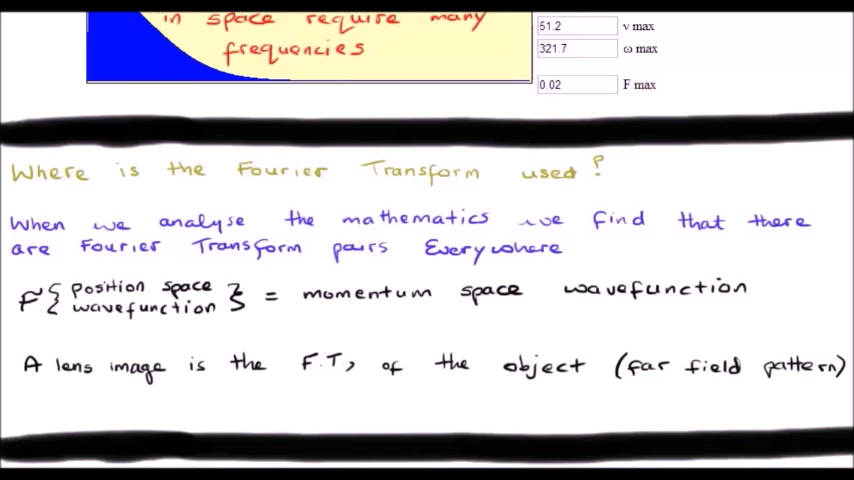 in space require many
frequencies
51.2 ν max
321.7 ω max
0.02 F max
Where is the Fourier Transform used?
When we analyse the mathematics we find that there
are Fourier Transform pairs Everywhere
F{ Position space wavefunction } = momentum space wavefunction
A lens image is the F.T, of the object (far field pattern)